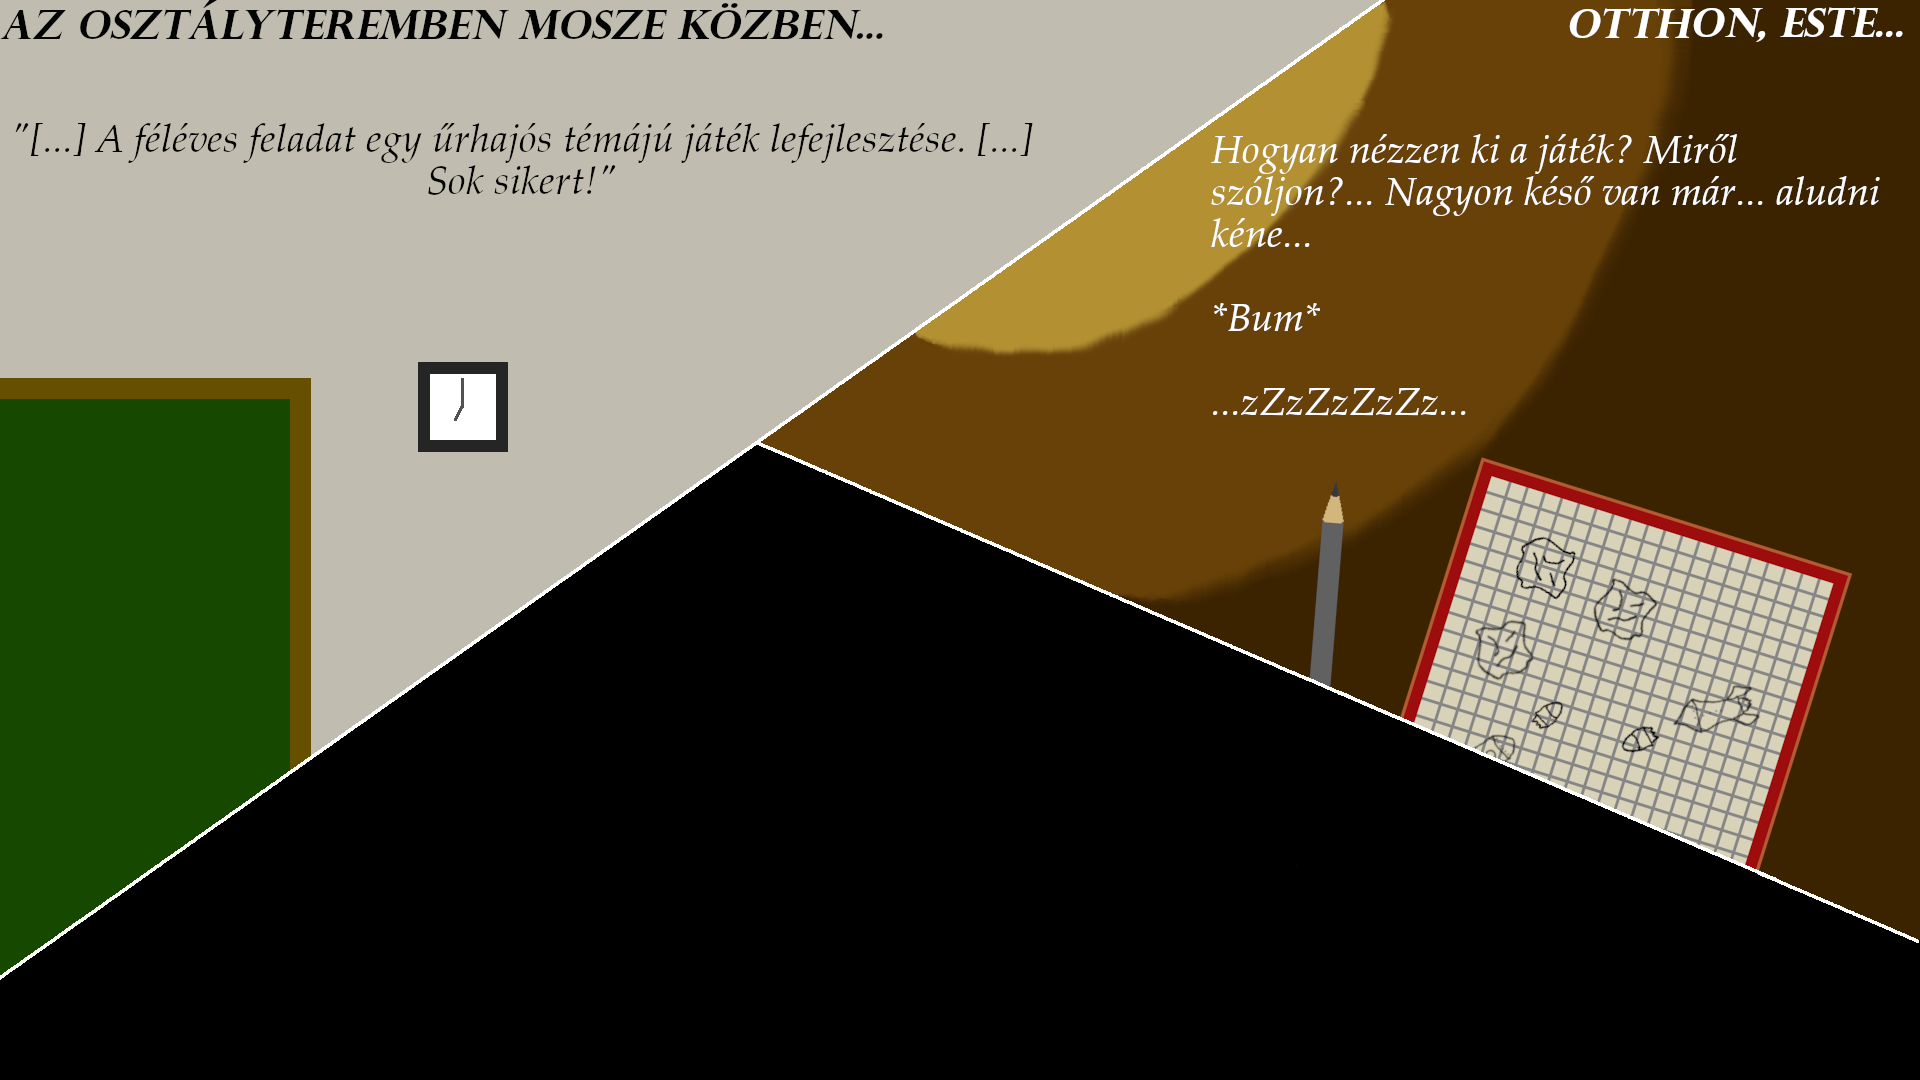 AZ OSZTÁLYTEREMBEN MOSZE KÖZBEN...
"[...] A féléves feladat egy űrhajós témájú játék lefejlesztése. [...]
Sok sikert!"
OTTHON, ESTE...
Hogyan nézzen ki a játék? Miről
szóljon?... Nagyon késő van már... aludni
kéne...
*Bum*
...zZzZzZzZz...